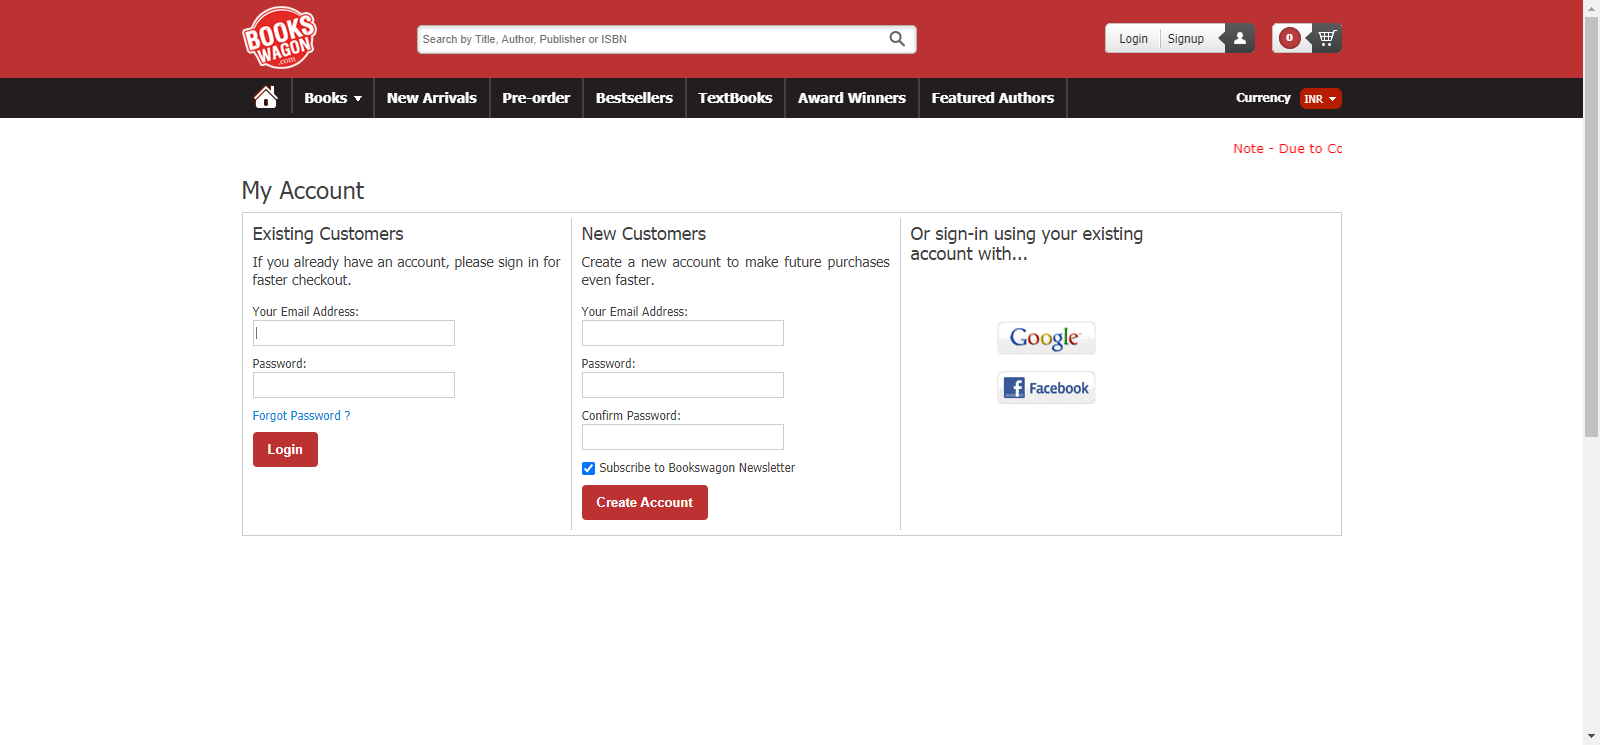 BOOKS
WAGON
.com
Search by Title, Author, Publisher or ISBN
Login
Signup
0
Books
New Arrivals
Pre-order
Bestsellers
TextBooks
Award Winners
Featured Authors
Currency
INR
Note - Due to Co
My Account
Existing Customers
If you already have an account, please sign in for
faster checkout.
Your Email Address:
Password:
Forgot Password ?
Login
New Customers
Create a new account to make future purchases
even faster.
Your Email Address:
Password:
Confirm Password:
Subscribe to Bookswagon Newsletter
Create Account
Or sign-in using your existing
account with...
Google
Facebook